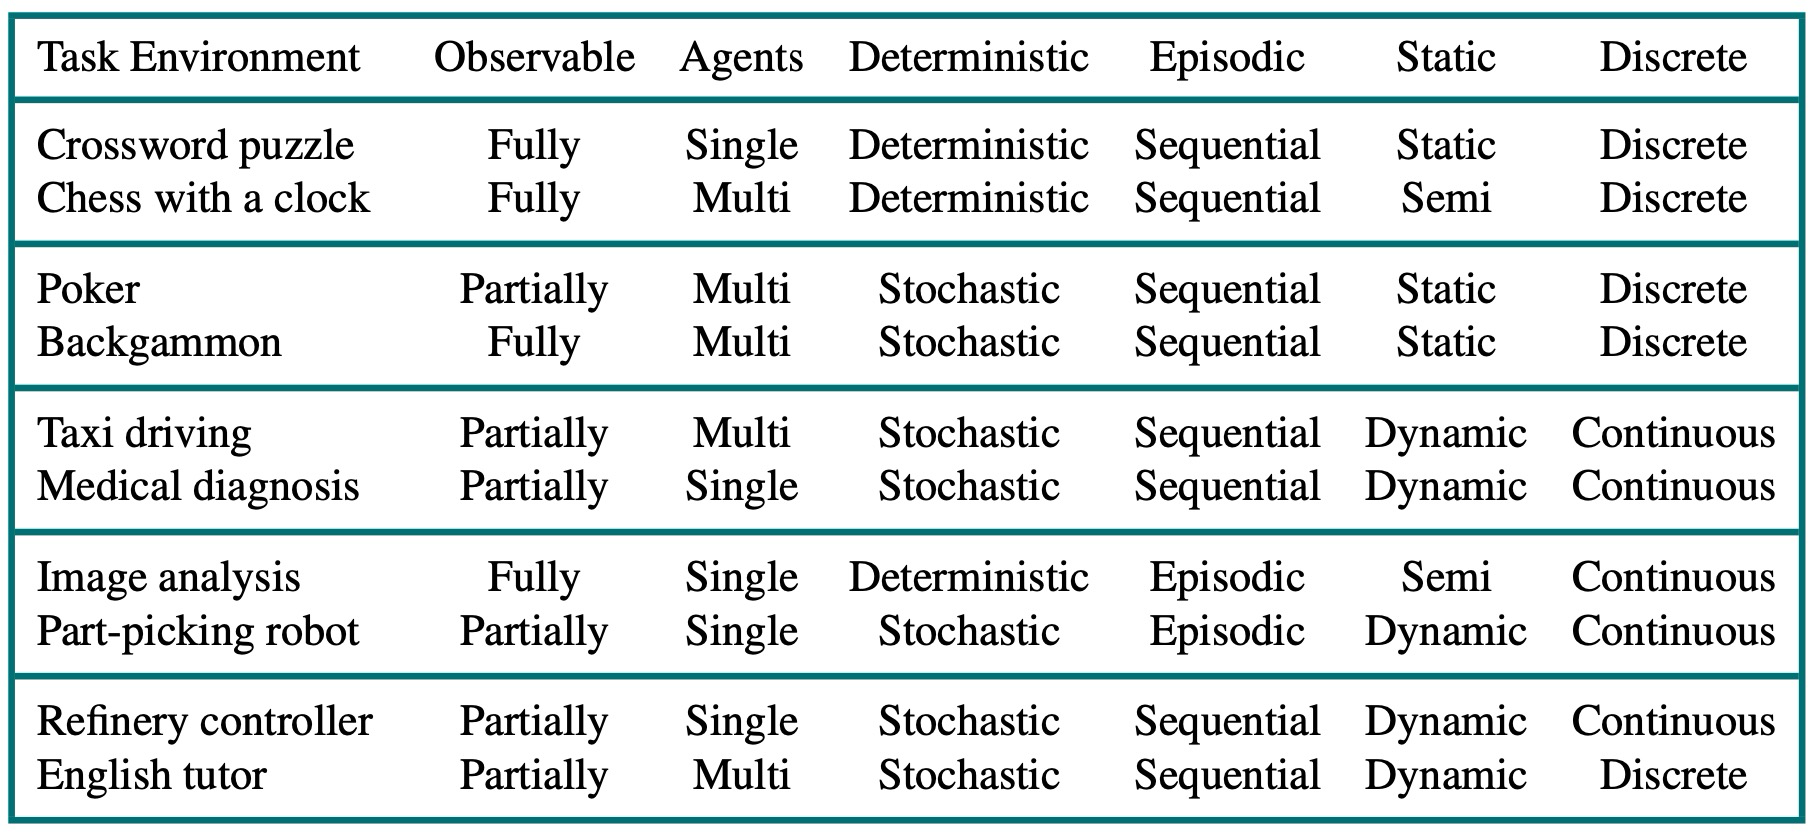 Task Environment Observable Agents Deterministic Episodic Static Discrete
Crossword puzzle Fully Single Deterministic Sequential Static Discrete
Chess with a clock Fully Multi Deterministic Sequential Semi Discrete
Poker Partially Multi Stochastic Sequential Static Discrete
Backgammon Fully Multi Stochastic Sequential Static Discrete
Taxi driving Partially Multi Stochastic Sequential Dynamic Continuous
Medical diagnosis Partially Single Stochastic Sequential Dynamic Continuous
Image analysis Fully Single Deterministic Episodic Semi Continuous
Part-picking robot Partially Single Stochastic Episodic Dynamic Continuous
Refinery controller Partially Single Stochastic Sequential Dynamic Continuous
English tutor Partially Multi Stochastic Sequential Dynamic Discrete